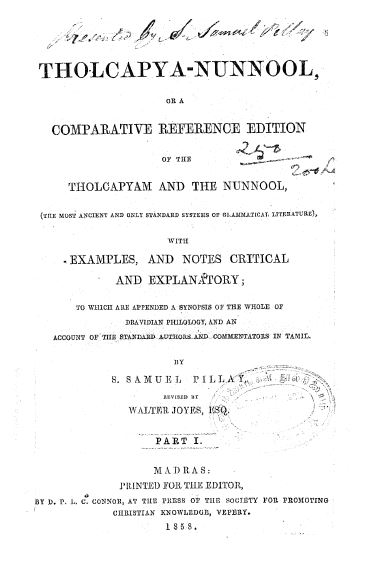 Presented by S. Samuel Pillay
THOLCAPYA-NUNNOOL,
OR A
COMPARATIVE REFERENCE EDITION
OF THE
THOLCAPYAM AND THE NUNNOOL,
(THE MOST ANCIENT AND ONLY STANDARD SYSTEMS OF GRAMMATICAL LITERATURE),
WITH
EXAMPLES, AND NOTES CRITICAL
AND EXPLANATORY;
TO WHICH ARE APPENDED A SYNOPSIS OF THE WHOLE OF
DRAVIDIAN PHILOLOGY, AND AN
ACCOUNT OF THE STANDARD AUTHORS AND COMMENTATORS IN TAMIL.
BY
S. SAMUEL PILLAY,
REVISED BY
WALTER JOYES, ESQ.
PART I.
MADRAS:
PRINTED FOR THE EDITOR,
BY D. P. L. C. CONNOR, AT THE PRESS OF THE SOCIETY FOR PROMOTING
CHRISTIAN KNOWLEDGE, VEPERY.
1858.